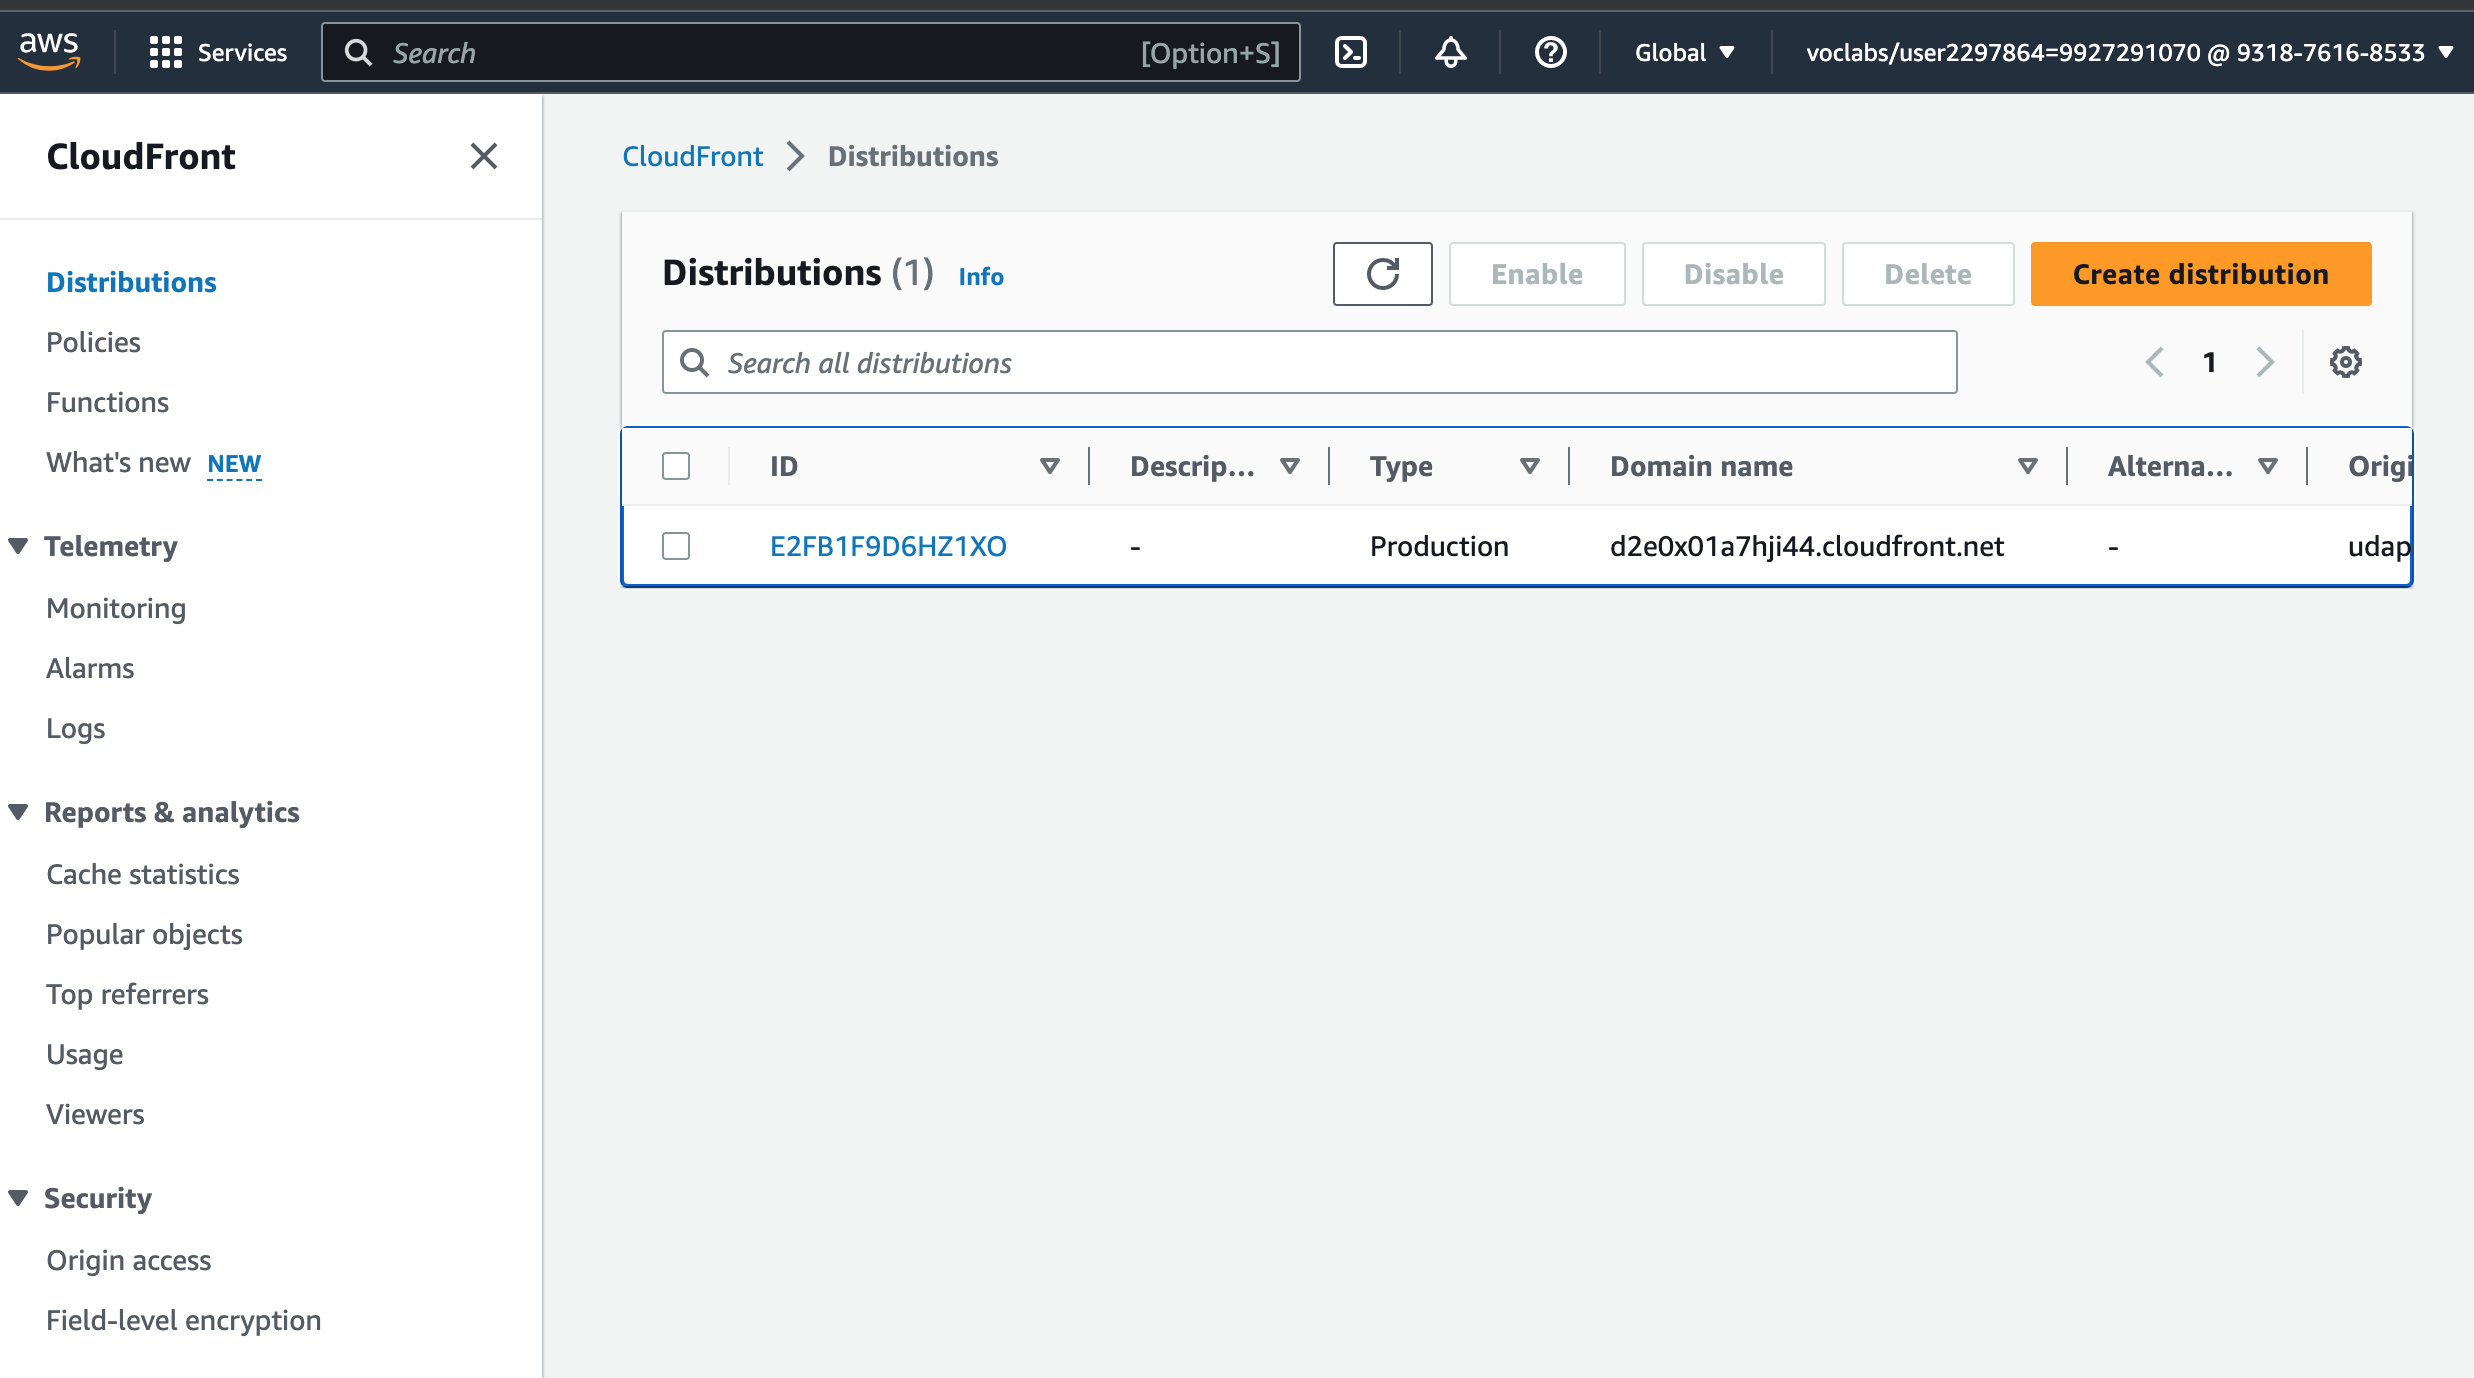 aws
Services
Search
[Option+S]
Global
voclabs/user2297864=9927291070 @ 9318-7616-8533
CloudFront
Distributions
Policies
Functions
What's new NEW
Telemetry
Monitoring
Alarms
Logs
Reports & analytics
Cache statistics
Popular objects
Top referrers
Usage
Viewers
Security
Origin access
Field-level encryption
CloudFront
Distributions
Distributions (1) Info
Enable
Disable
Delete
Create distribution
Search all distributions
1
ID
Descrip...
Type
Domain name
Alterna...
Origi
E2FB1F9D6HZ1XO
-
Production
d2e0x01a7hji44.cloudfront.net
-
udap